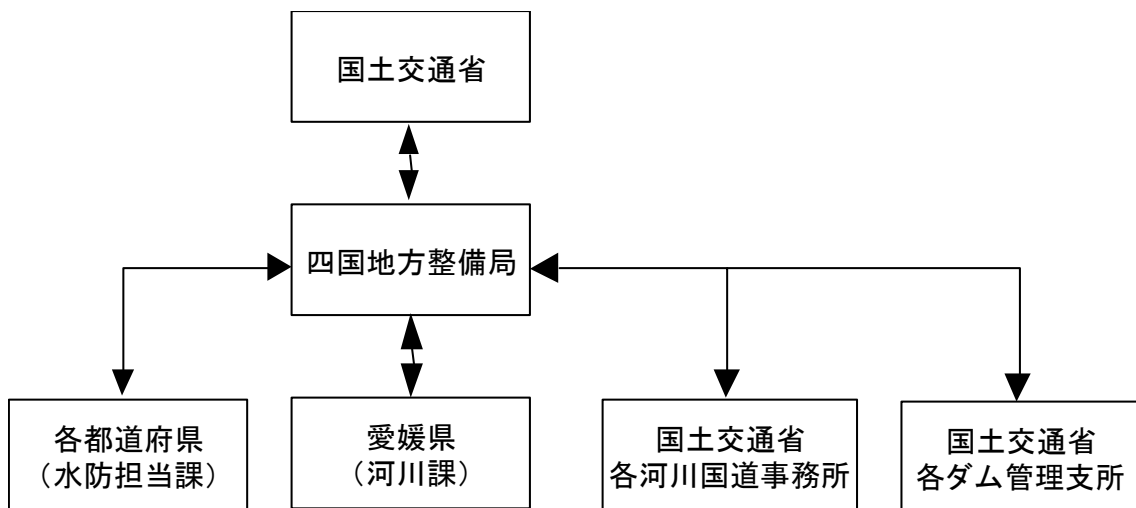 国土交通省
四国地方整備局
各都道府県
（水防担当課）
愛媛県
（河川課）
国土交通省
各河川国道事務所
国土交通省
各ダム管理支所